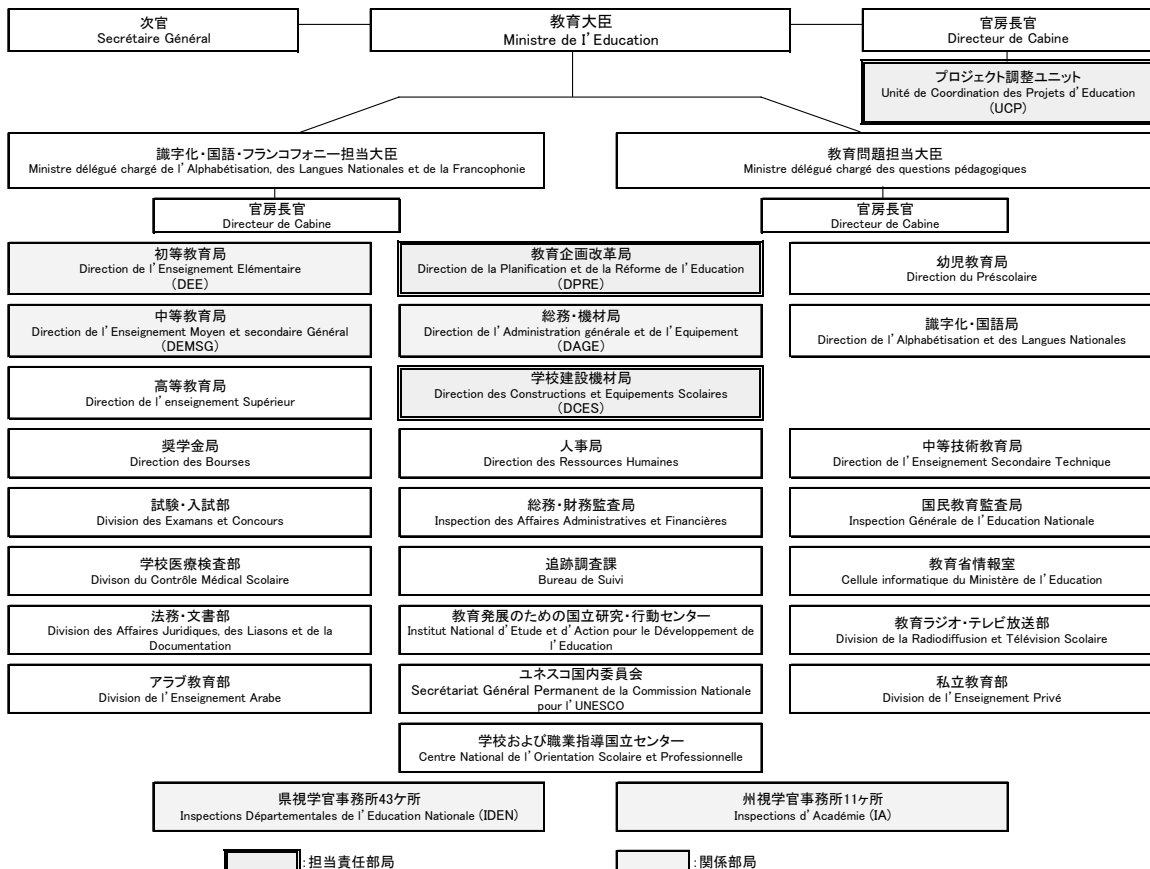 次官
Secrétaire Général
教育大臣
Ministre de I' Education
官房長官
Directeur de Cabine
プロジェクト調整ユニット
Unité de Coordination des Projets d' Education
(UCP)
識字化・国語・フランコフォニー担当大臣
Ministre délégué chargé de l' Alphabétisation, des Langues Nationales et de la Francophonie
教育問題担当大臣
Ministre délégué chargé des questions pédagogiques
官房長官
Directeur de Cabine
官房長官
Directeur de Cabine
初等教育局
Direction de l' Enseignement Elémentaire
(DEE)
教育企画改革局
Direction de la Planification et de la Réforme de l' Education
(DPRE)
幼児教育局
Direction du Préscolaire
中等教育局
Direction de l' Enseignement Moyen et secondaire Général
(DEMSG)
総務・機材局
Direction de l' Administration générale et de l' Equipement
(DAGE)
識字化・国語局
Direction de l' Alphabétisation et des Langues Nationales
高等教育局
Direction de l' enseignement Supérieur
学校建設機材局
Direction des Constructions et Equipements Scolaires
(DCES)
奨学金局
Direction des Bourses
人事局
Direction des Ressources Humaines
中等技術教育局
Direction de l' Enseignement Secondaire Technique
試験・入試部
Division des Examans et Concours
総務・財務監査局
Inspection des Affaires Administratives et Financières
国民教育監査局
Inspection Générale de l' Education Nationale
学校医療検査部
Divison du Contrôle Médical Scolaire
追跡調査課
Bureau de Suivi
教育省情報室
Cellule informatique du Ministère de l' Education
法務・文書部
Division des Affaires Juridiques, des Liasons et de la
Documentation
教育発展のための国立研究・行動センター
Institut National d' Etude et d' Action pour le Développement de
l' Education
教育ラジオ・テレビ放送部
Division de la Radiodiffusion et Télévision Scolaire
アラブ教育部
Division de l' Enseignement Arabe
ユネスコ国内委員会
Secrétariat Général Permanent de la Commission Nationale
pour l' UNESCO
私立教育部
Division de l' Enseignement Privé
学校および職業指導国立センター
Centre National de l' Orientation Scolaire et Professionnelle
県視学官事務所43ケ所
Inspections Départementales de l' Education Nationale (IDEN)
州視学官事務所11ヶ所
Inspections d' Académie (IA)
:担当責任部局
:関係部局